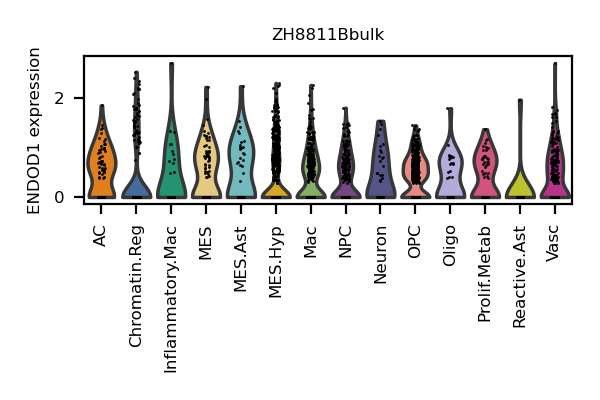 ZH8811Bbulk
ENDOD1 expression
2
0
AC
Chromatin.Reg
Inflammatory.Mac
MES
MES.Ast
MES.Hyp
Mac
NPC
Neuron
OPC
Oligo
Prolif.Metab
Reactive.Ast
Vasc